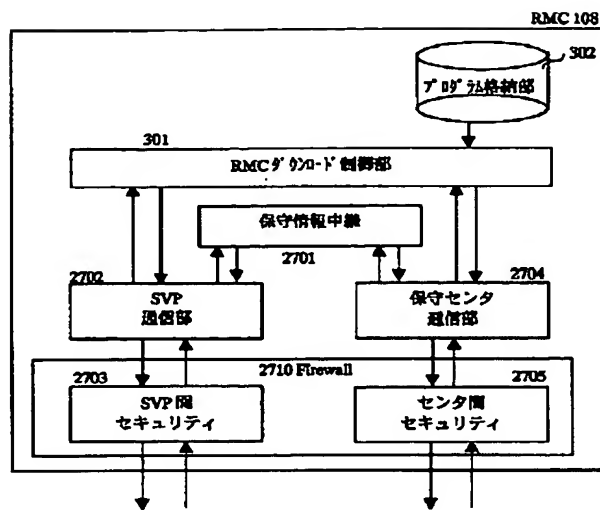 RMC 108
302
プログラム格納部
301
RMCダウンロード制御部
保守情報中継
2701
2702
SVP
通信部
2704
保守センタ
通信部
2710 Firewall
2703
SVP間
セキュリティ
2705
センタ間
セキュリティ